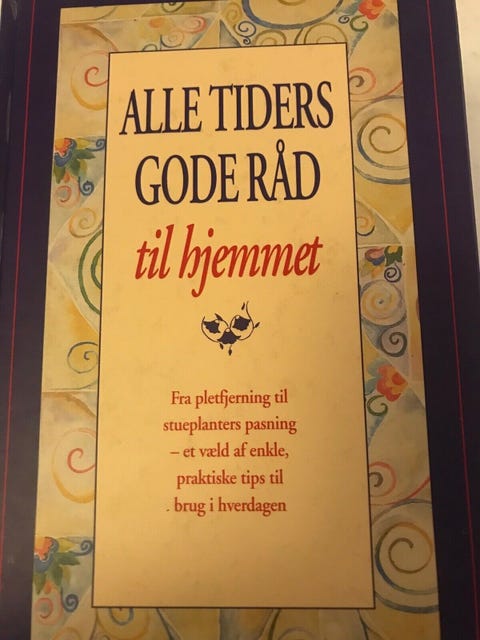 ALLE TIDERS
GODE RÅD
til hjemmet
Fra pletfjerning til
stueplanters pasning
– et væld af enkle,
praktiske tips til
brug i hverdagen